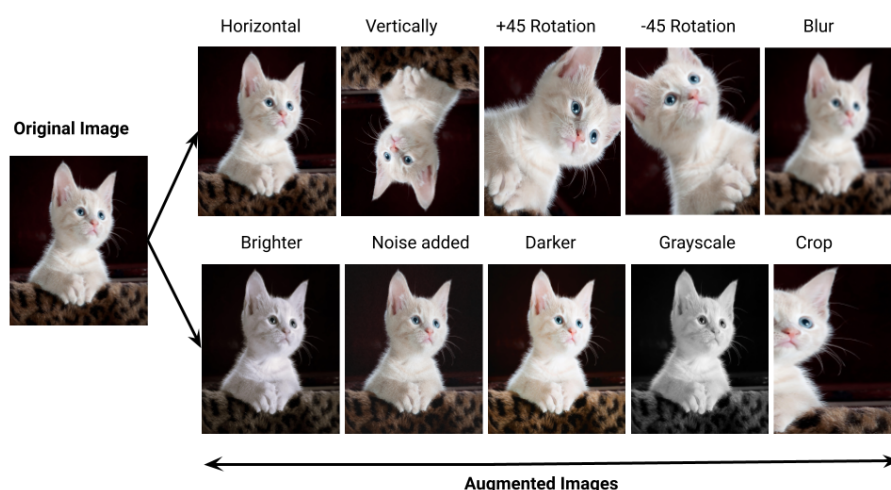 Horizontal
Vertically
+45 Rotation
-45 Rotation
Blur
Original Image
Brighter
Noise added
Darker
Grayscale
Crop
Augmented Images